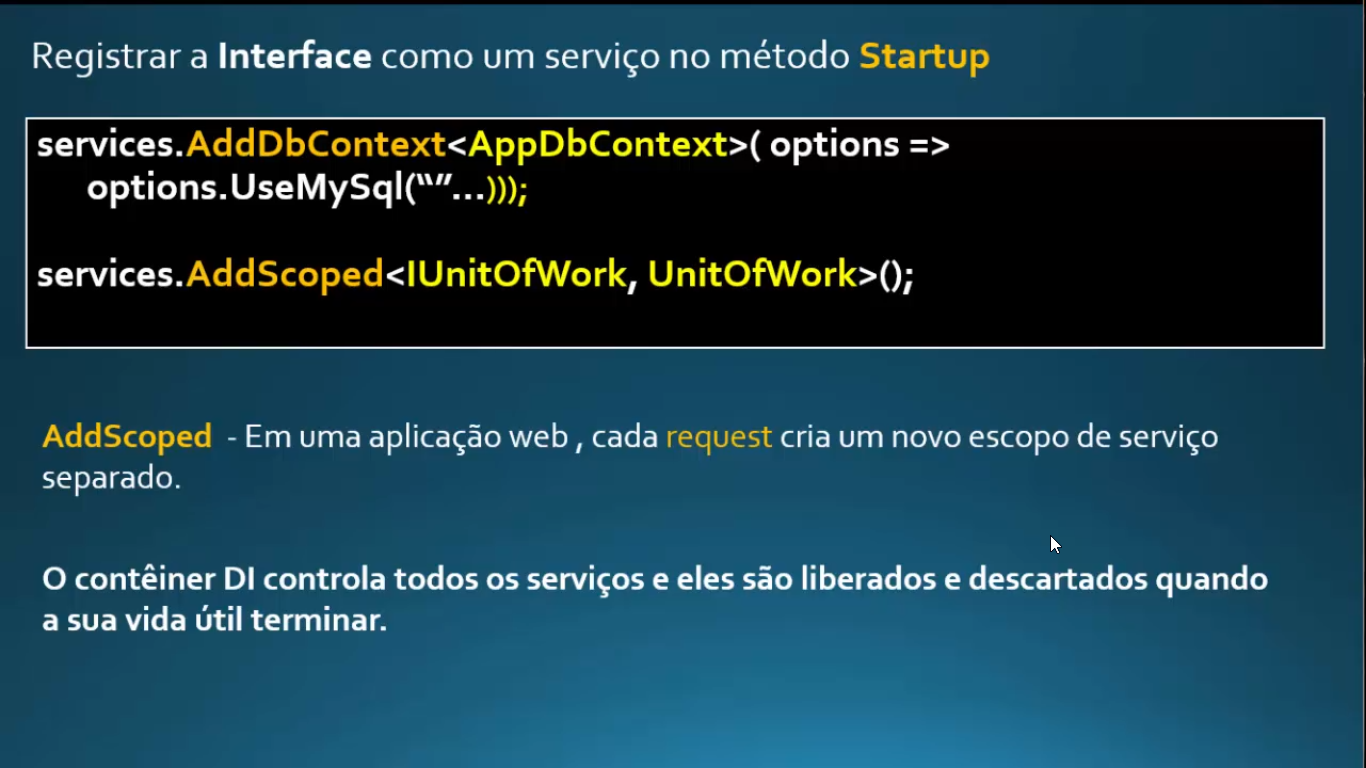 Registrar a Interface como um serviço no método Startup
services.AddDbContext<AppDbContext>( options =>
options.UseMySql(“”...)));
services.AddScoped<IUnitOfWork, UnitOfWork>();
AddScoped - Em uma aplicação web , cada request cria um novo escopo de serviço
separado.
O contêiner DI controla todos os serviços e eles são liberados e descartados quando
a sua vida útil terminar.